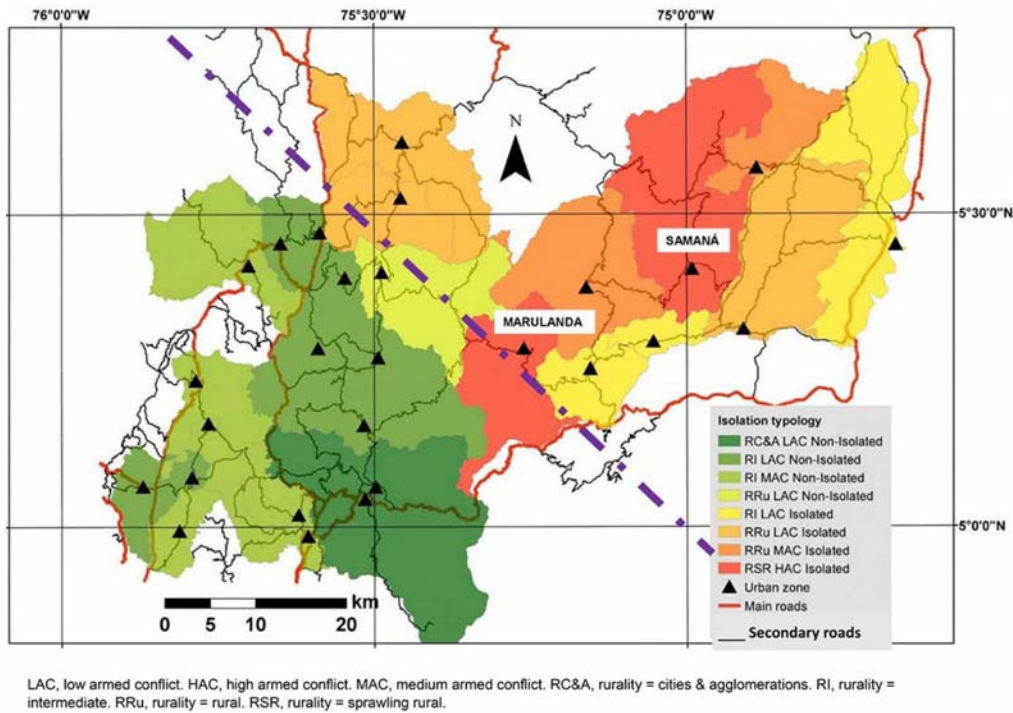 76°0'0"W
75°30'0"W
75°0'0"W
N
5°30'0"N
SAMANÁ
MARULANDA
Isolation typology
RC&A LAC Non-Isolated
RI LAC Non-Isolated
RI MAC Non-Isolated
RRu LAC Non-Isolated
RI LAC Isolated
RRu LAC Isolated
RRu MAC Isolated
RSR HAC Isolated
Urban zone
Main roads
Secondary roads
5°0'0"N
km
0 5 10 20
LAC, low armed conflict. HAC, high armed conflict. MAC, medium armed conflict. RC&A, rurality = cities & agglomerations. RI, rurality =
intermediate. RRu, rurality = rural. RSR, rurality = sprawling rural.